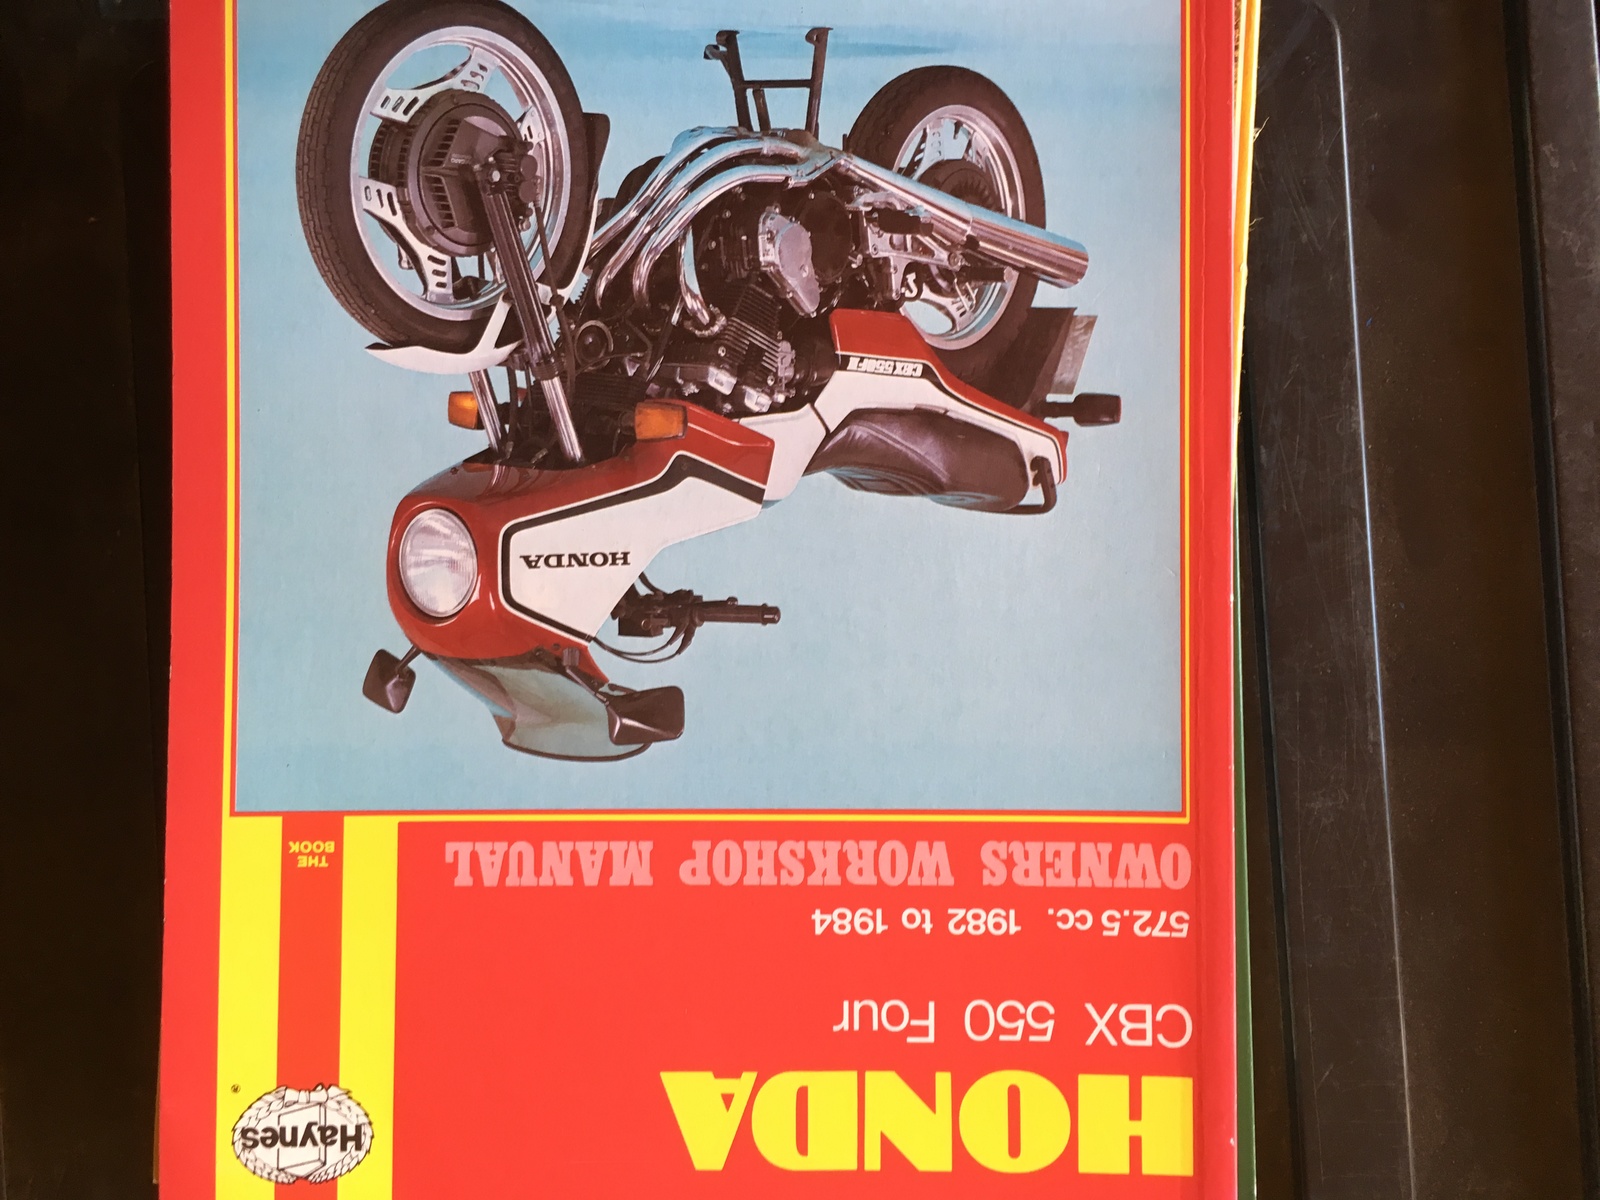 HONDA
Haynes
®
CBX 550 Four
572.5 cc. 1982 to 1984
OWNERS WORKSHOP MANUAL
THE
BOOK
HONDA
CBX 550F II